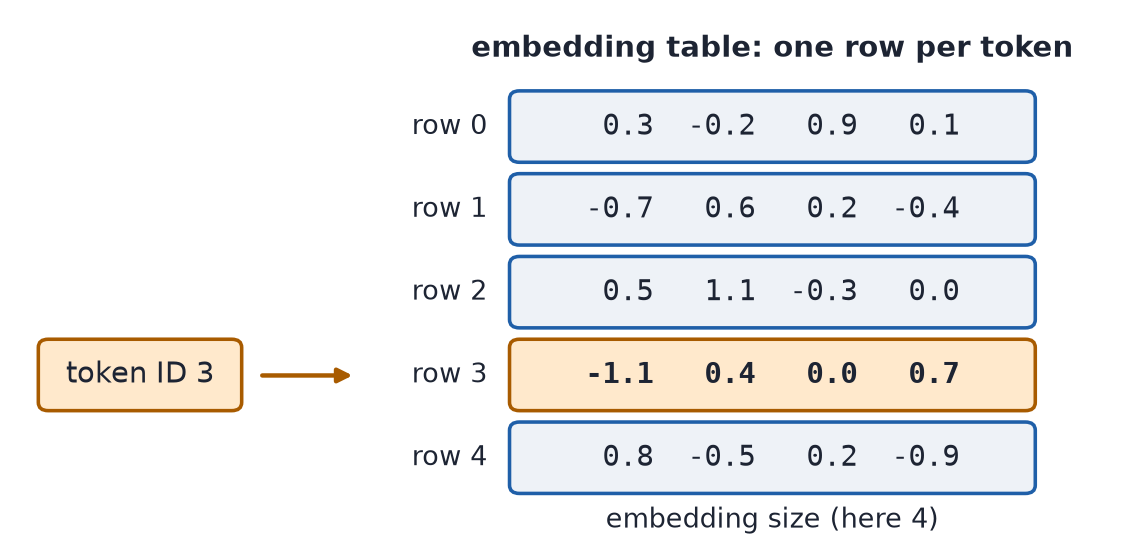 embedding table: one row per token
row 0 0.3 -0.2 0.9 0.1
row 1 -0.7 0.6 0.2 -0.4
row 2 0.5 1.1 -0.3 0.0
token ID 3 row 3 -1.1 0.4 0.0 0.7
row 4 0.8 -0.5 0.2 -0.9
embedding size (here 4)